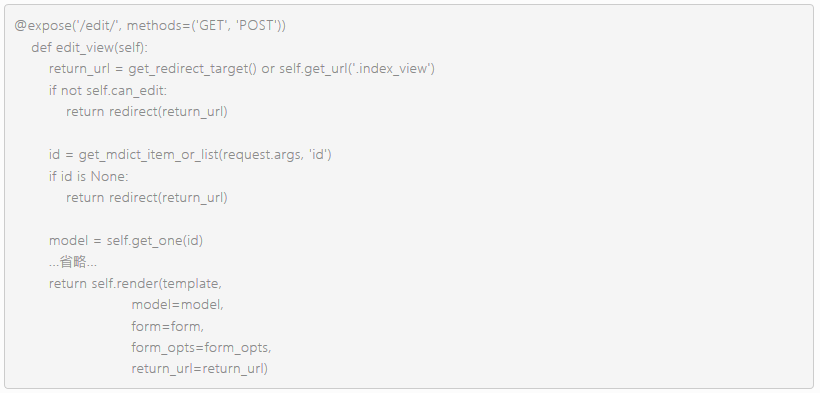 @expose('/edit/', methods=('GET', 'POST'))
    def edit_view(self):
        return_url = get_redirect_target() or self.get_url('.index_view')
        if not self.can_edit:
            return redirect(return_url)

        id = get_mdict_item_or_list(request.args, 'id')
        if id is None:
            return redirect(return_url)

        model = self.get_one(id)
        ...省略...
        return self.render(template,
                           model=model,
                           form=form,
                           form_opts=form_opts,
                           return_url=return_url)